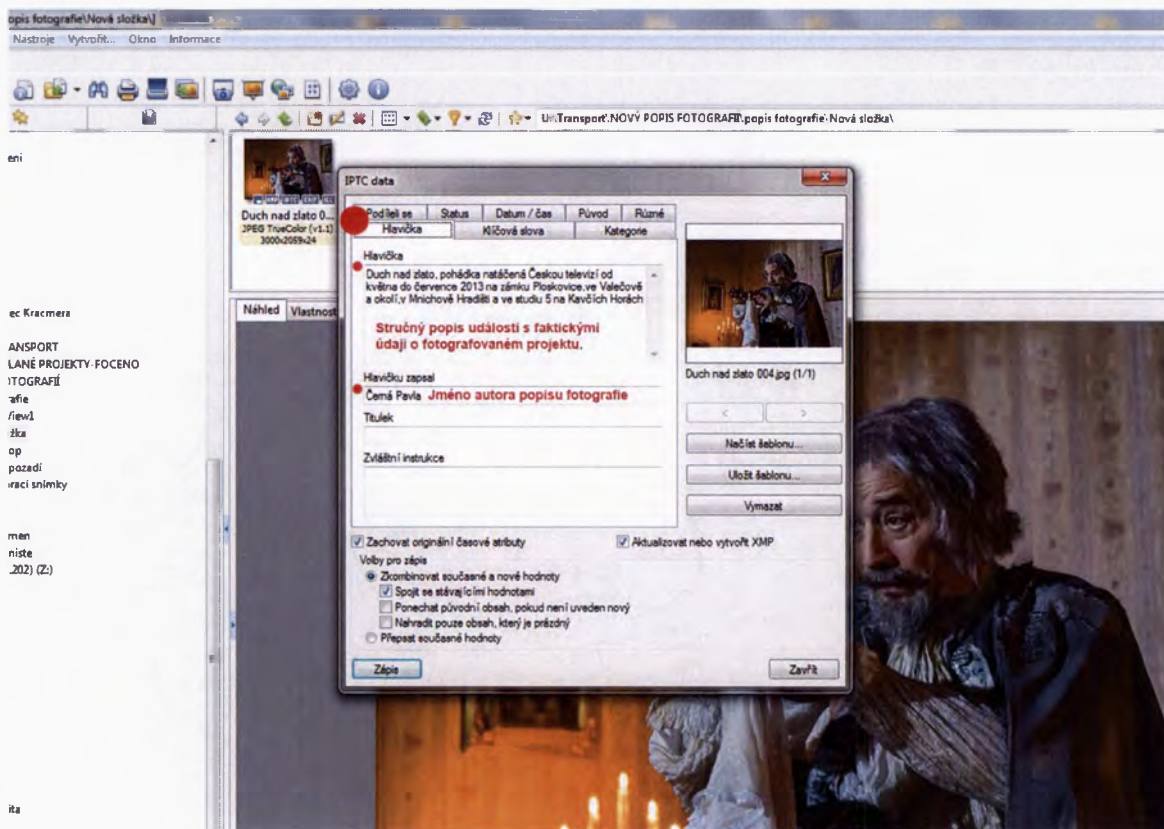 opis fotografie\Nová složka\]
Nastroje Vytvořit... Okno Informace
U:\Transport\NOVÝ POPIS FOTOGRAFIÍ\popis fotografie\Nová složka\
ení
ec Kracmera
ANSPORT
LANÉ PROJEKTY-FOCENO
TOGRAFIÍ
afie
View1
žka
op
pozadí
raci snímky
men
niste
.202) (Z:)
ita
Duch nad zlato 0...
JPEG TrueColor (v1.1)
3000x2059x24
Náhled Vlastnost
IPTC data
Podíleli se Status Datum / čas Původ Různé
Hlavička Klíčová slova Kategorie
Hlavička
Duch nad zlato, pohádka natáčená Českou televizí od
května do července 2013 na zámku Ploskovice,ve Valečově
a okolí,v Mnichově Hradišti a ve studiu 5 na Kavčích Horách
Stručný popis události s faktickými
údaji o fotografovaném projektu.
Hlavičku zapsal
Černá Pavla Jméno autora popisu fotografie
Titulek
Zvláštní instrukce
Duch nad zlato 004.jpg (1/1)
< >
Načíst šablonu...
Uložit šablonu...
Vymazat
Zachovat originální časové atributy
Aktualizovat nebo vytvořt XMP
Volby pro zápis
Zkombinovat současné a nové hodnoty
Spojit se stávajícími hodnotami
Ponechat původní obsah, pokud není uveden nový
Nahradit pouze obsah, který je prázdný
Přepsat současné hodnoty
Zápis Zavřít